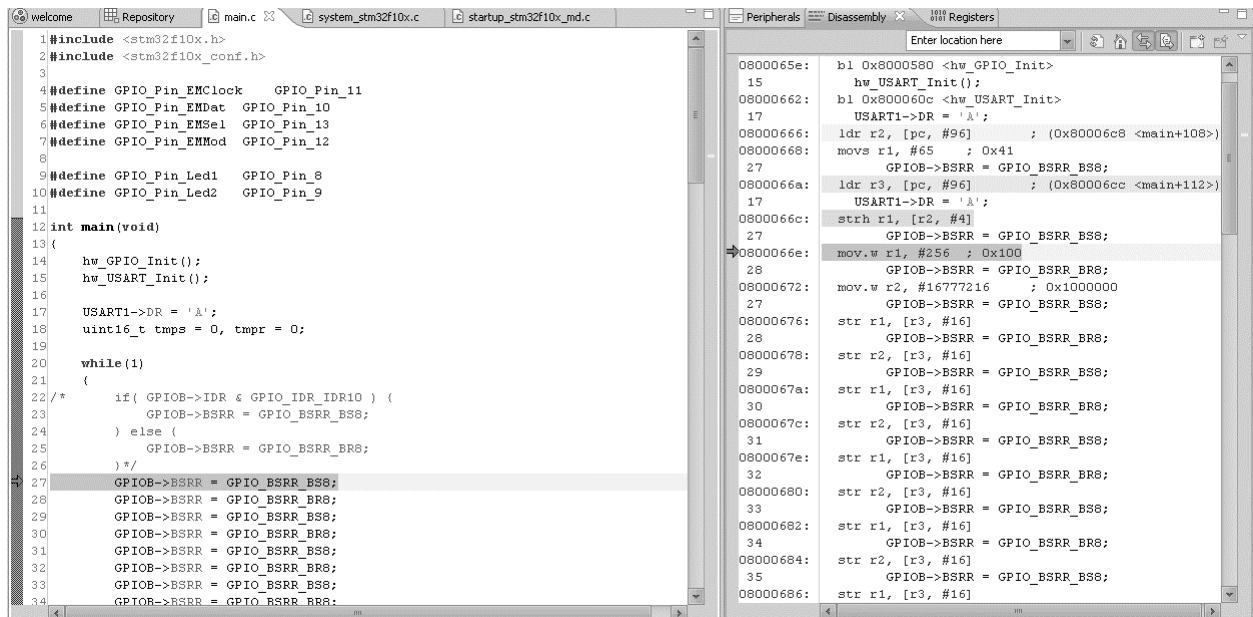 welcome Repository main.c system_stm32f10x.c startup_stm32f10x_md.c
1 #include <stm32f10x.h>
2 #include <stm32f10x_conf.h>
3
4 #define GPIO_Pin_EMClock    GPIO_Pin_11
5 #define GPIO_Pin_EMDat  GPIO_Pin_10
6 #define GPIO_Pin_EMSel  GPIO_Pin_13
7 #define GPIO_Pin_EMMod  GPIO_Pin_12
8
9 #define GPIO_Pin_Led1   GPIO_Pin_8
10 #define GPIO_Pin_Led2   GPIO_Pin_9
11
12 int main(void)
13 {
14     hw_GPIO_Init();
15     hw_USART_Init();
16
17     USART1->DR = 'A';
18     uint16_t tmps = 0, tmpr = 0;
19
20     while(1)
21     {
22 /*      if( GPIOB->IDR & GPIO_IDR_IDR10 ) {
23             GPIOB->BSRR = GPIO_BSRR_BS8;
24         } else {
25             GPIOB->BSRR = GPIO_BSRR_BR8;
26         }*/
27         GPIOB->BSRR = GPIO_BSRR_BS8;
28         GPIOB->BSRR = GPIO_BSRR_BR8;
29         GPIOB->BSRR = GPIO_BSRR_BS8;
30         GPIOB->BSRR = GPIO_BSRR_BR8;
31         GPIOB->BSRR = GPIO_BSRR_BS8;
32         GPIOB->BSRR = GPIO_BSRR_BR8;
33         GPIOB->BSRR = GPIO_BSRR_BS8;
34         GPIOB->BSRR = GPIO_BSRR_BR8;
Peripherals Disassembly Registers
Enter location here
0800065e: bl 0x8000580 <hw_GPIO_Init>
15 hw_USART_Init();
08000662: bl 0x800060c <hw_USART_Init>
17 USART1->DR = 'A';
08000666: ldr r2, [pc, #96] ; (0x80006c8 <main+108>)
08000668: movs r1, #65 ; 0x41
27 GPIOB->BSRR = GPIO_BSRR_BS8;
0800066a: ldr r3, [pc, #96] ; (0x80006cc <main+112>)
17 USART1->DR = 'A';
0800066c: strh r1, [r2, #4]
27 GPIOB->BSRR = GPIO_BSRR_BS8;
0800066e: mov.w r1, #256 ; 0x100
28 GPIOB->BSRR = GPIO_BSRR_BR8;
08000672: mov.w r2, #16777216 ; 0x1000000
27 GPIOB->BSRR = GPIO_BSRR_BS8;
08000676: str r1, [r3, #16]
28 GPIOB->BSRR = GPIO_BSRR_BR8;
08000678: str r2, [r3, #16]
29 GPIOB->BSRR = GPIO_BSRR_BS8;
0800067a: str r1, [r3, #16]
30 GPIOB->BSRR = GPIO_BSRR_BR8;
0800067c: str r2, [r3, #16]
31 GPIOB->BSRR = GPIO_BSRR_BS8;
0800067e: str r1, [r3, #16]
32 GPIOB->BSRR = GPIO_BSRR_BR8;
08000680: str r2, [r3, #16]
33 GPIOB->BSRR = GPIO_BSRR_BS8;
08000682: str r1, [r3, #16]
34 GPIOB->BSRR = GPIO_BSRR_BR8;
08000684: str r2, [r3, #16]
35 GPIOB->BSRR = GPIO_BSRR_BS8;
08000686: str r1, [r3, #16]